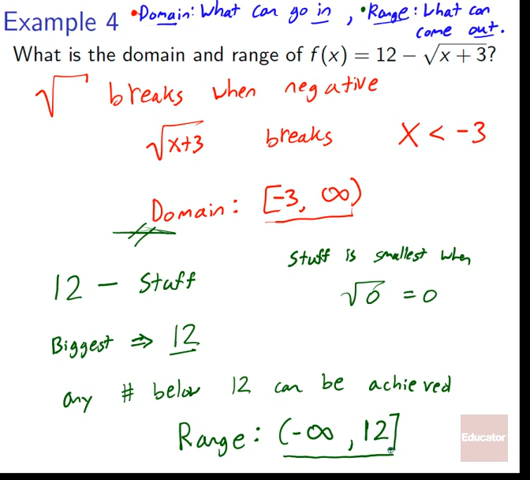 Example 4 •Domain: What can go in, •Range: What can come out.
What is the domain and range of f(x) = 12 − √x + 3?
√ breaks when negative
√x+3 breaks x < -3
Domain: [-3, ∞)
Stuff is smallest when
12 - Stuff
√0 = 0
Biggest ⇒ 12
any # below 12 can be achieved
Range: (-∞, 12]
Educator